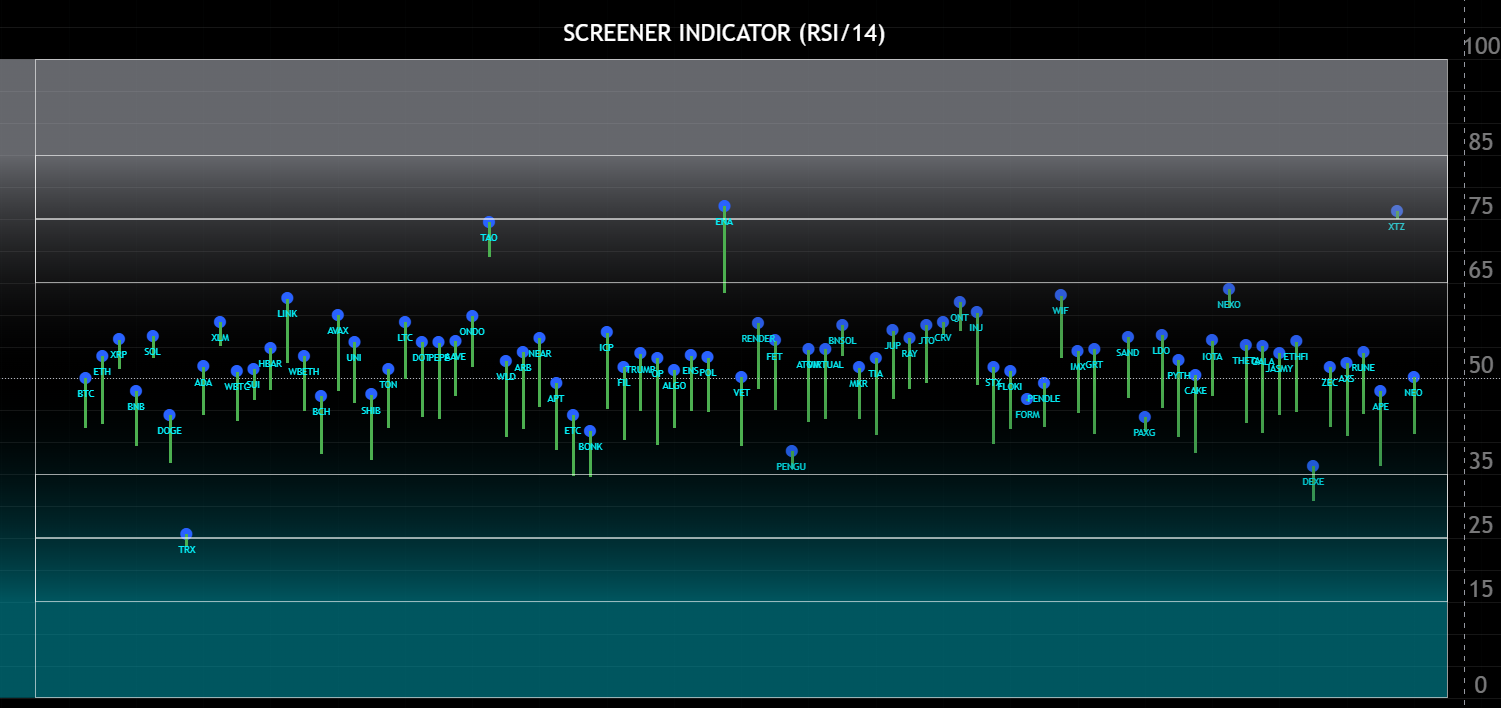 SCREENER INDICATOR (RSI/14)
100
85
75
65
50
35
25
15
0
BTC
ETH
XRP
BNB
SOL
DOGE
TRX
ADA
XLM
WBTC
SUI
HBAR
LINK
WBETH
BCH
AVAX
UNI
SHIB
TON
LTC
DOT
PEPE
AAVE
ONDO
TAO
WLD
ARB
NEAR
APT
ETC
BONK
ICP
FIL
TRUMP
OP
ALGO
ENS
POL
ENA
VET
RENDER
FET
PENGU
ATOM
VIRTUAL
BNSOL
MKR
TIA
JUP
RAY
JTO
CRV
QNT
INJ
STX
FLOKI
FORM
PENDLE
WIF
IMX
GRT
SAND
PAXG
LDO
PYTH
CAKE
IOTA
NEXO
THETA
GALA
JASMY
ETHFI
DEXE
ZEC
AXS
RUNE
APE
XTZ
NEO